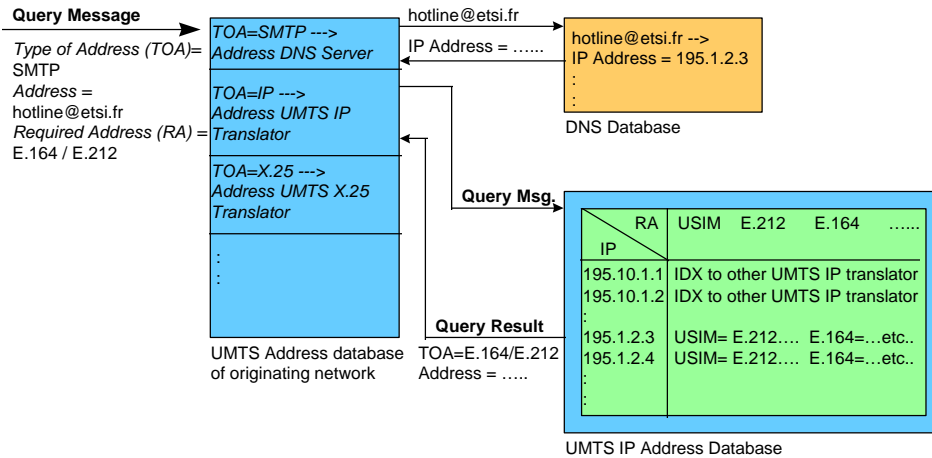 Query Message
Type of Address (TOA)=
SMTP
Address =
hotline@etsi.fr
Required Address (RA) =
E.164 / E.212
TOA=SMTP --->
Address DNS Server
TOA=IP --->
Address UMTS IP
Translator
TOA=X.25 --->
Address UMTS X.25
Translator
:
:
UMTS Address database
of originating network
hotline@etsi.fr
IP Address = …...
hotline@etsi.fr -->
IP Address = 195.1.2.3
:
:
DNS Database
Query Msg.
Query Result
TOA=E.164/E.212
Address = …..
RA USIM E.212 E.164 …...
IP
195.10.1.1 IDX to other UMTS IP translator
195.10.1.2 IDX to other UMTS IP translator
:
195.1.2.3 USIM= E.212…. E.164=…etc..
195.1.2.4 USIM= E.212…. E.164=…etc..
:
:
:
UMTS IP Address Database